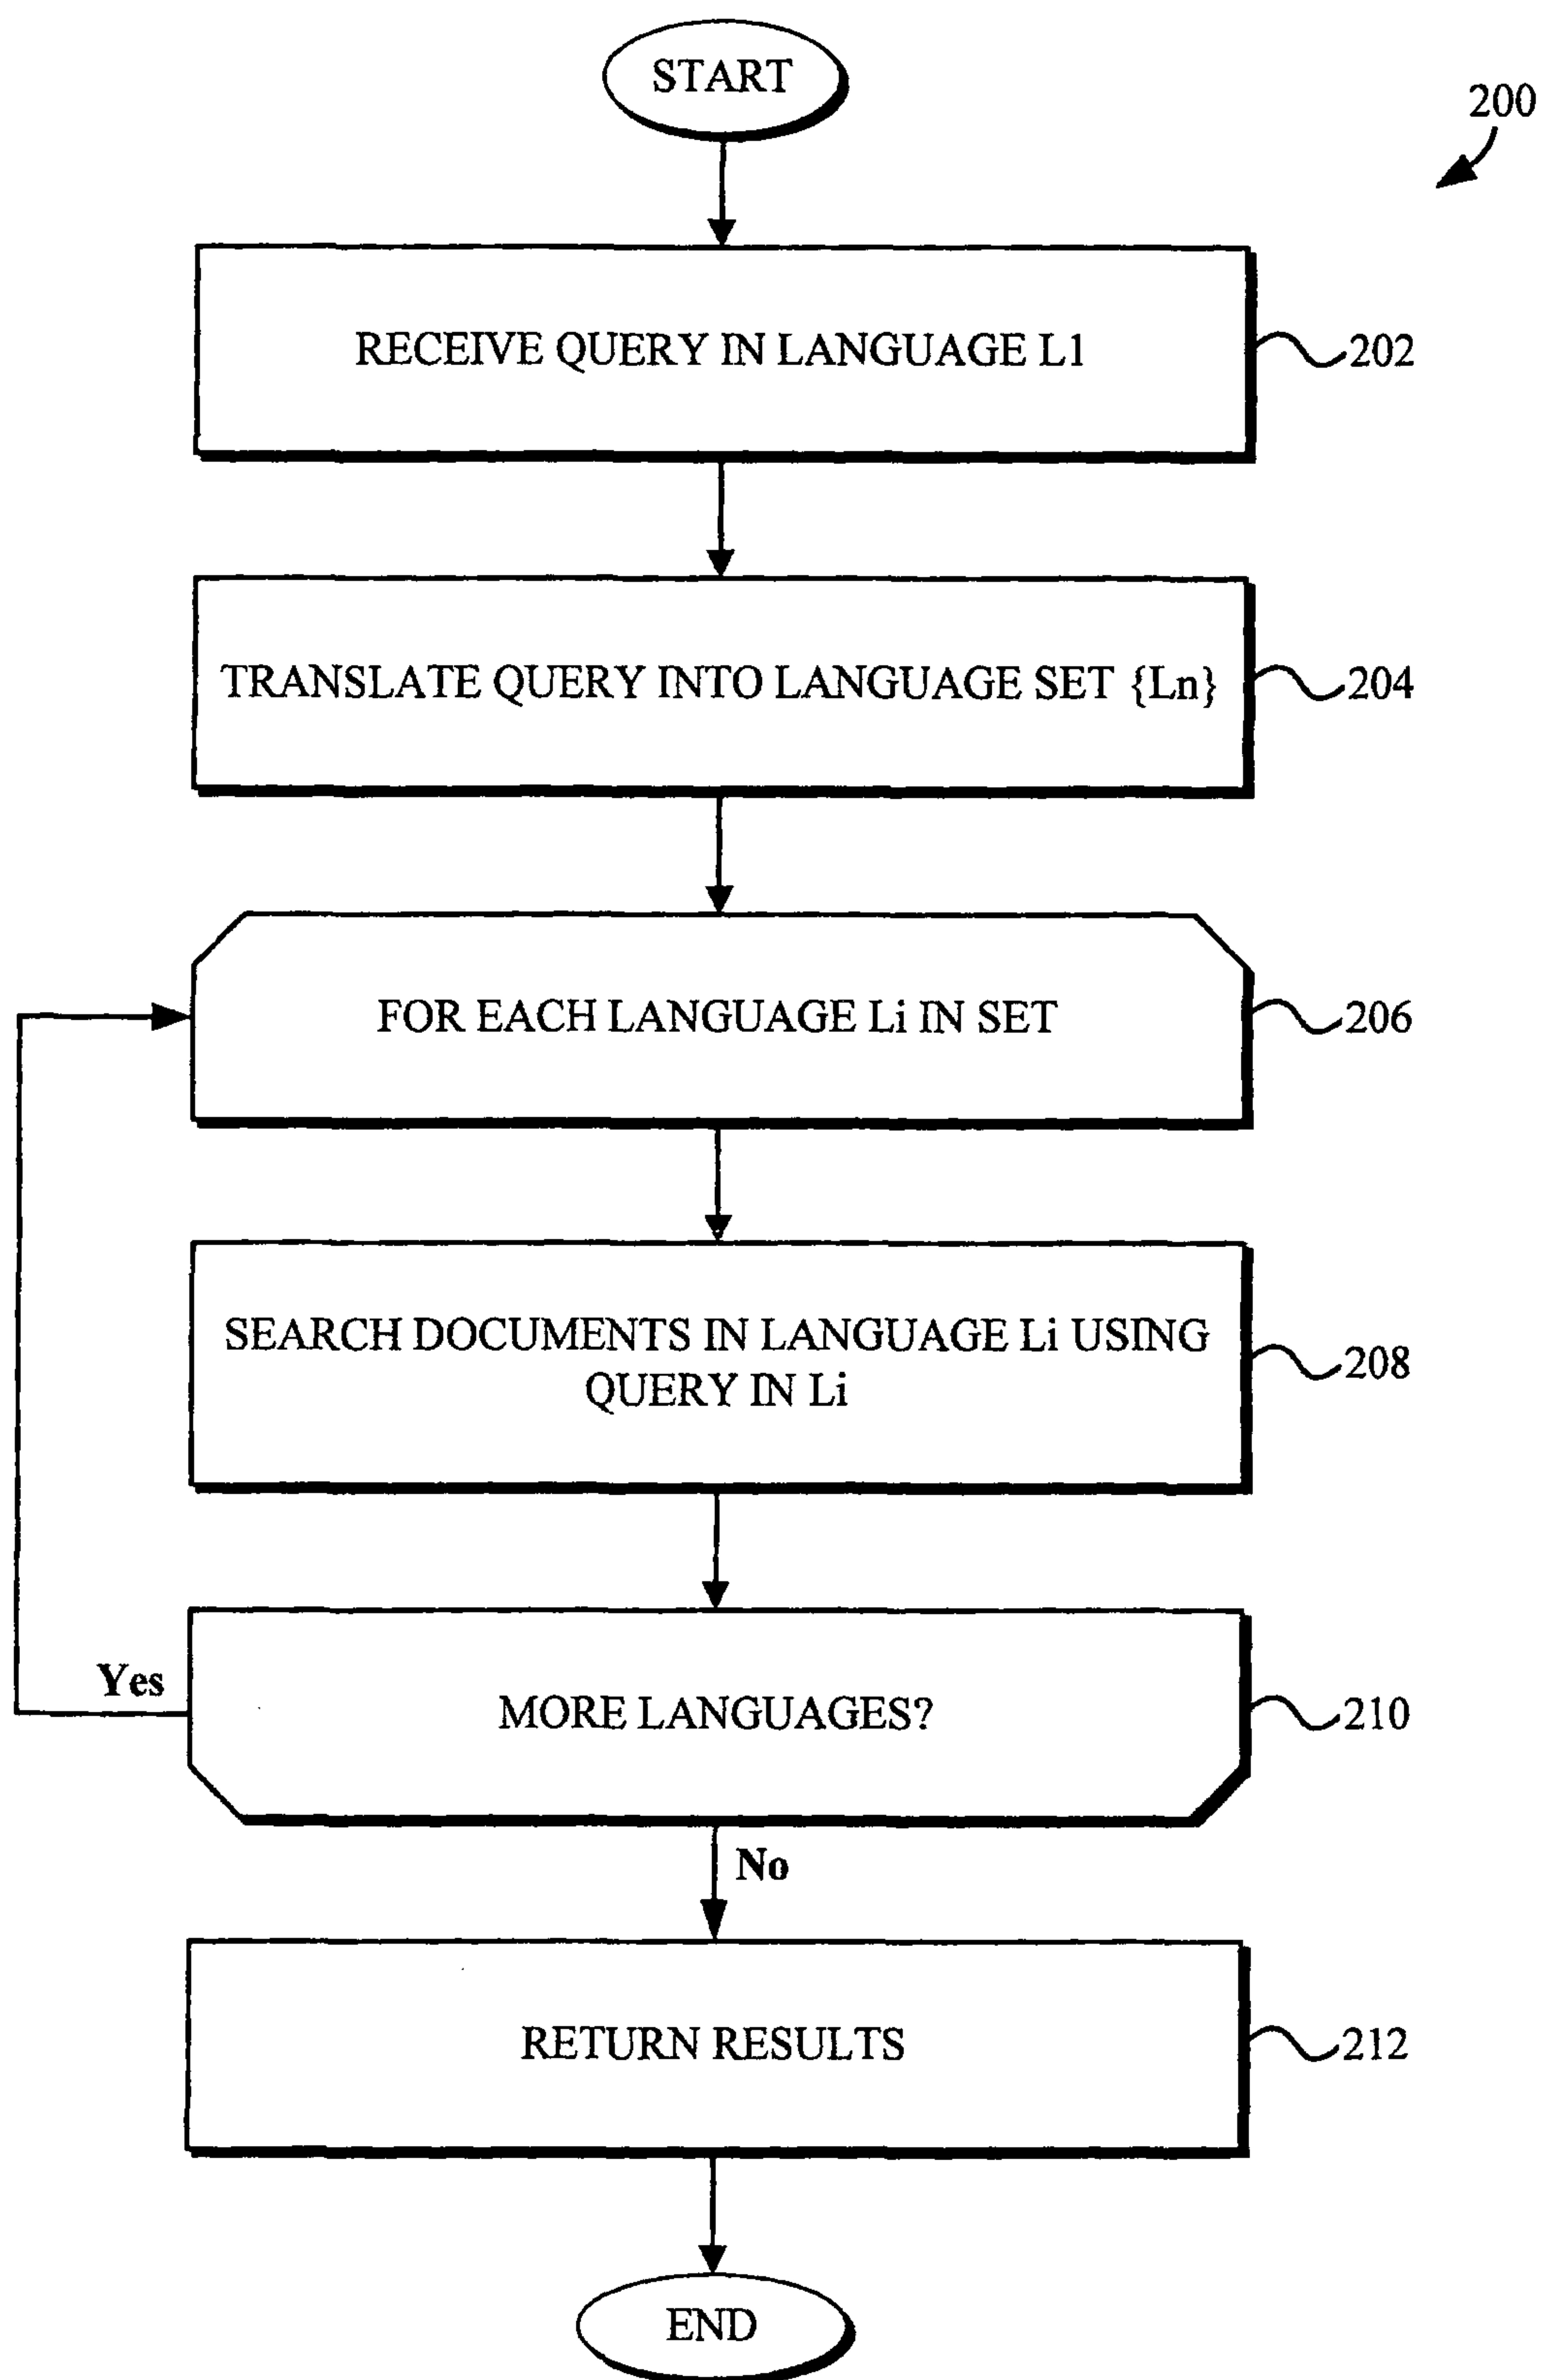 START
200
RECEIVE QUERY IN LANGUAGE L1
202
TRANSLATE QUERY INTO LANGUAGE SET {Ln}
204
FOR EACH LANGUAGE Li IN SET
206
SEARCH DOCUMENTS IN LANGUAGE Li USING
QUERY IN Li
208
Yes
MORE LANGUAGES?
210
No
RETURN RESULTS
212
END